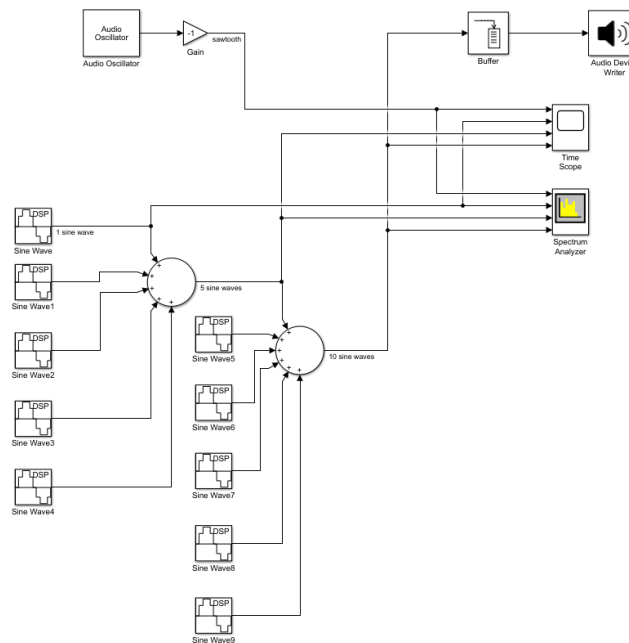 Audio
Oscillator
Audio Oscillator
-1
Gain
sawtooth
Buffer
Audio Devi
Writer
Time
Scope
Spectrum
Analyzer
DSP
Sine Wave
1 sine wave
DSP
Sine Wave1
5 sine waves
DSP
Sine Wave2
DSP
Sine Wave3
DSP
Sine Wave4
DSP
Sine Wave5
10 sine waves
DSP
Sine Wave6
DSP
Sine Wave7
DSP
Sine Wave8
DSP
Sine Wave9
+
+
+
+
+
+
+
+
+
+
+